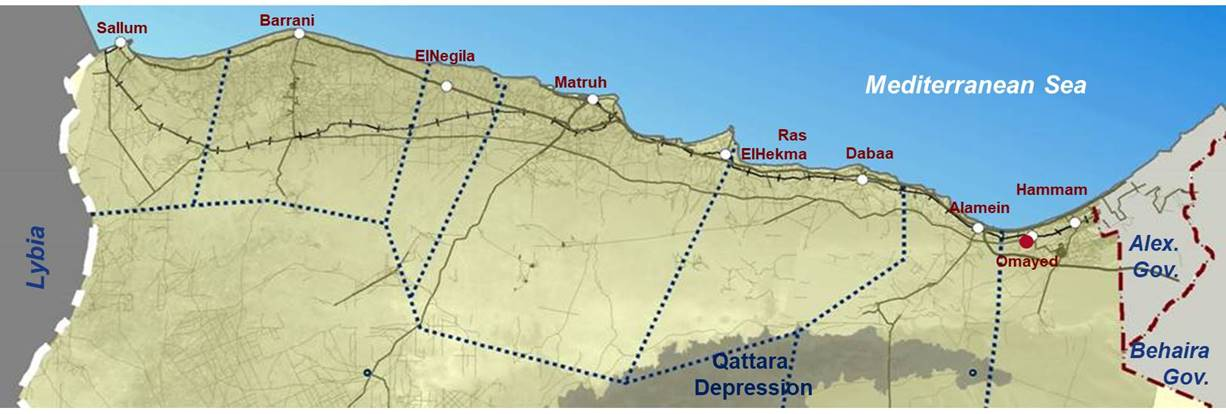 Sallum
Barrani
ElNegila
Matruh
Mediterranean Sea
Ras
ElHekma
Dabaa
Hammam
Alamein
Omayed
Lybia
Alex.
Gov.
Behaira
Gov.
Qattara
Depression